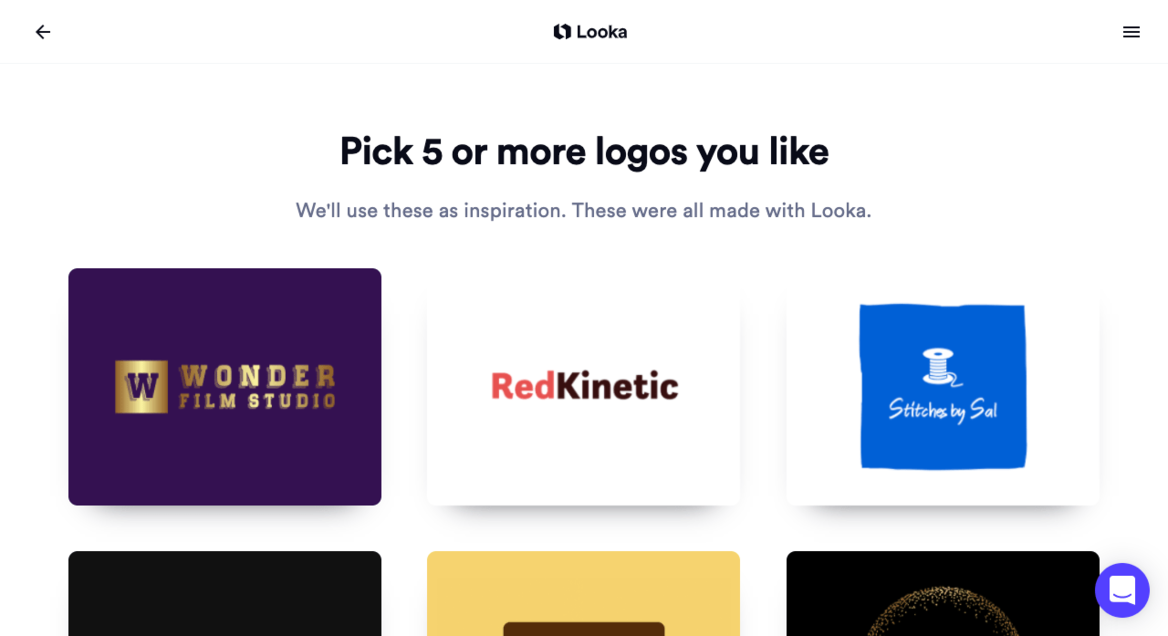 Looka
Pick 5 or more logos you like
We'll use these as inspiration. These were all made with Looka.
W WONDER
FILM STUDIO
RedKinetic
Stitches by Sal